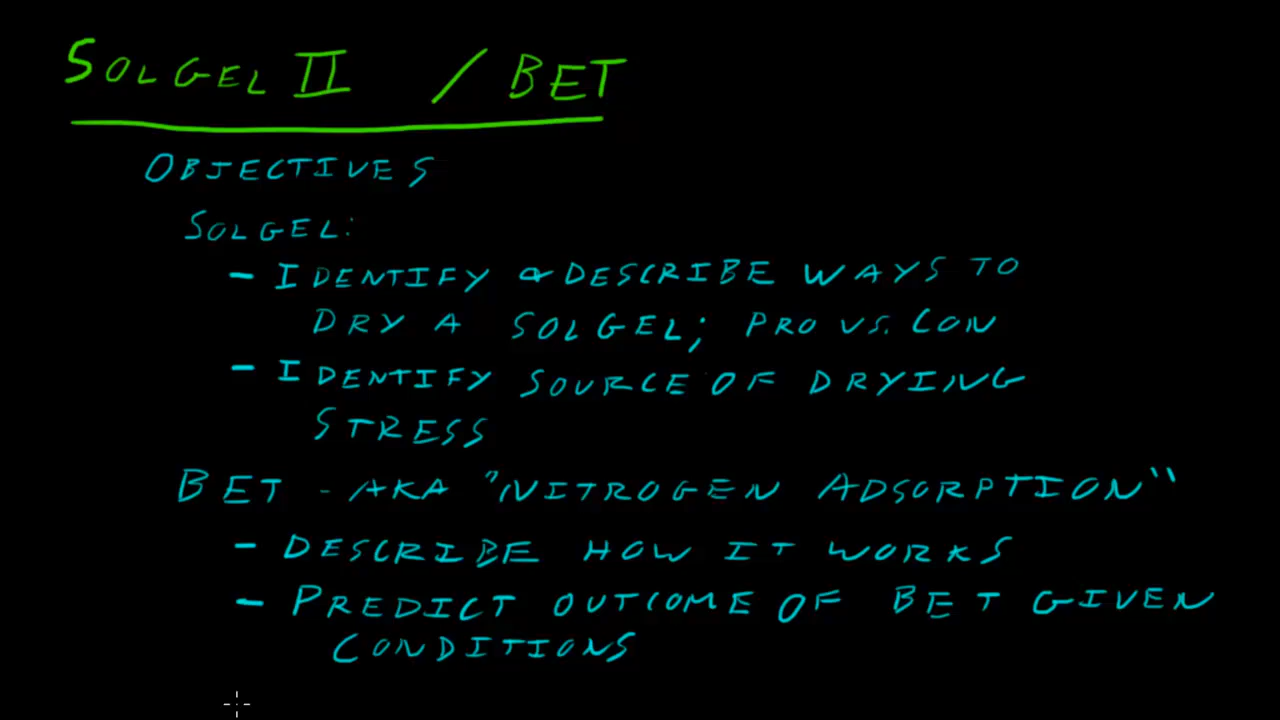 SOLGEL II / BET
OBJECTIVES
SOLGEL:
- IDENTIFY & DESCRIBE WAYS TO
DRY A SOLGEL; PRO VS. CON
- IDENTIFY SOURCE OF DRYING
STRESS
BET - AKA "NITROGEN ADSORPTION"
- DESCRIBE HOW IT WORKS
- PREDICT OUTCOME OF BET GIVEN
CONDITIONS